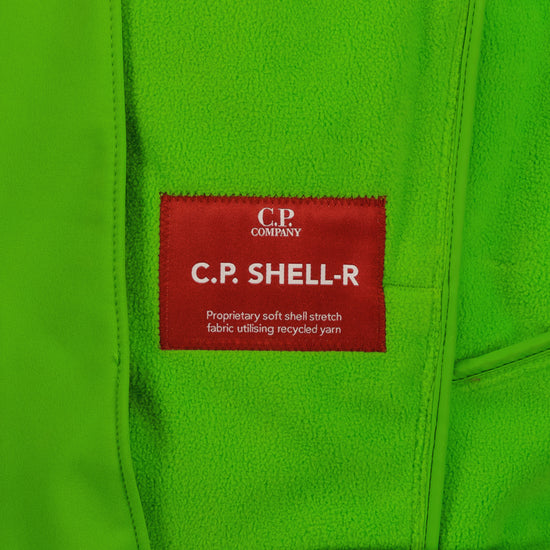 C.P.
COMPANY
C.P. SHELL-R
Proprietary soft shell stretch
fabric utilising recycled yarn